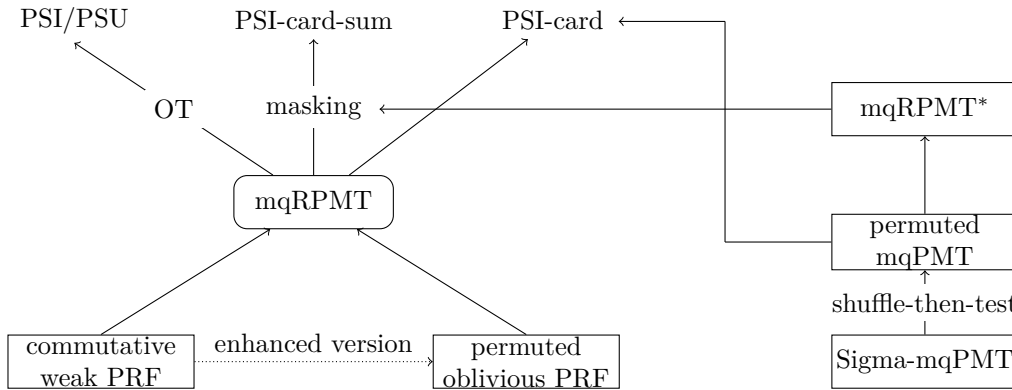 PSI/PSU
PSI-card-sum
PSI-card
OT
masking
mqRPMT*
mqRPMT
permuted
mqPMT
shuffle-then-test
commutative
weak PRF
enhanced version
permuted
oblivious PRF
Sigma-mqPMT